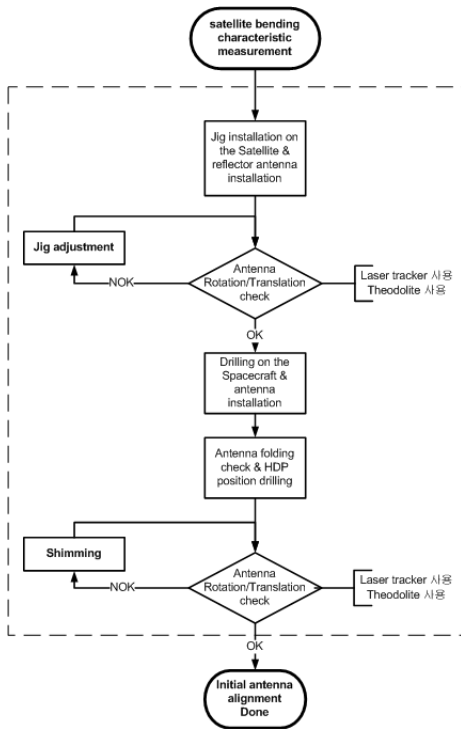 satellite bending
characteristic
measurement
Jig installation on
the Satellite &
reflector antenna
installation
Jig adjustment
NOK
Antenna
Rotation/Translation
check
Laser tracker 사용
Theodolite 사용
OK
Drilling on the
Spacecraft &
antenna
installation
Antenna folding
check & HDP
position drilling
Shimming
NOK
Antenna
Rotation/Translation
check
Laser tracker 사용
Theodolite 사용
OK
Initial antenna
alignment
Done